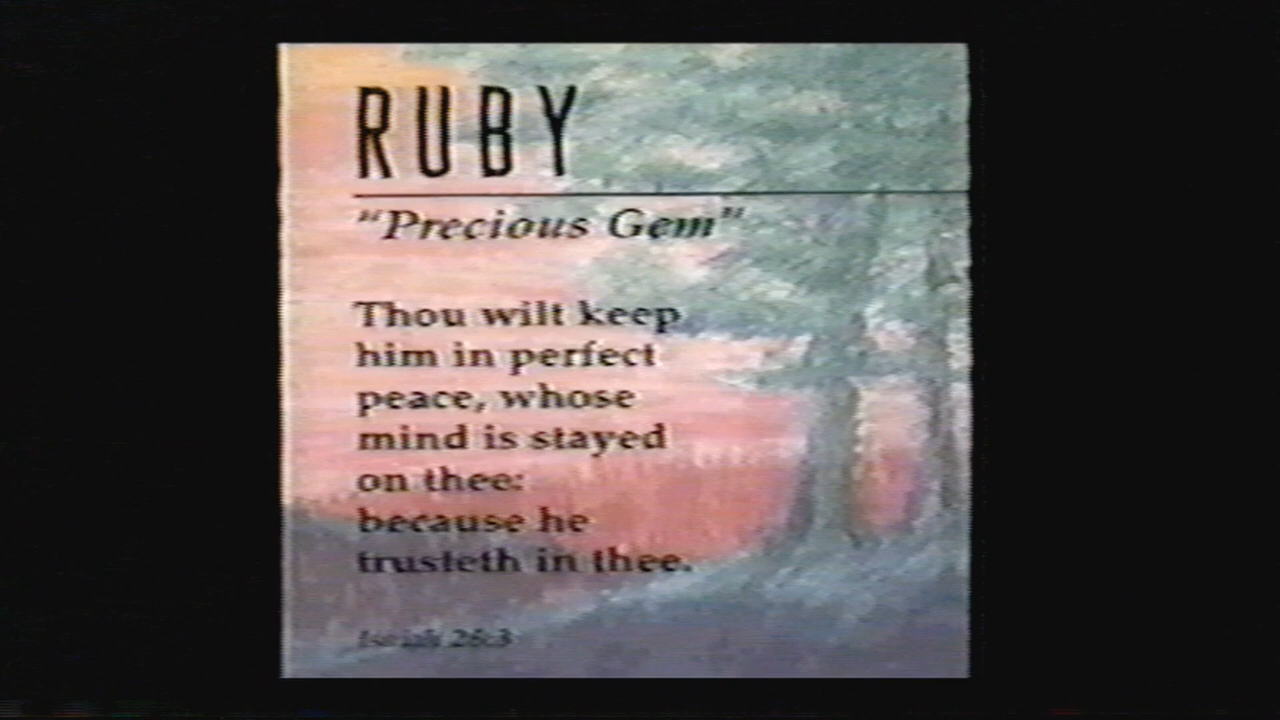 RUBY
"Precious Gem"
Thou wilt keep
him in perfect
peace, whose
mind is stayed
on thee:
because he
trusteth in thee.
Isaiah 26:3